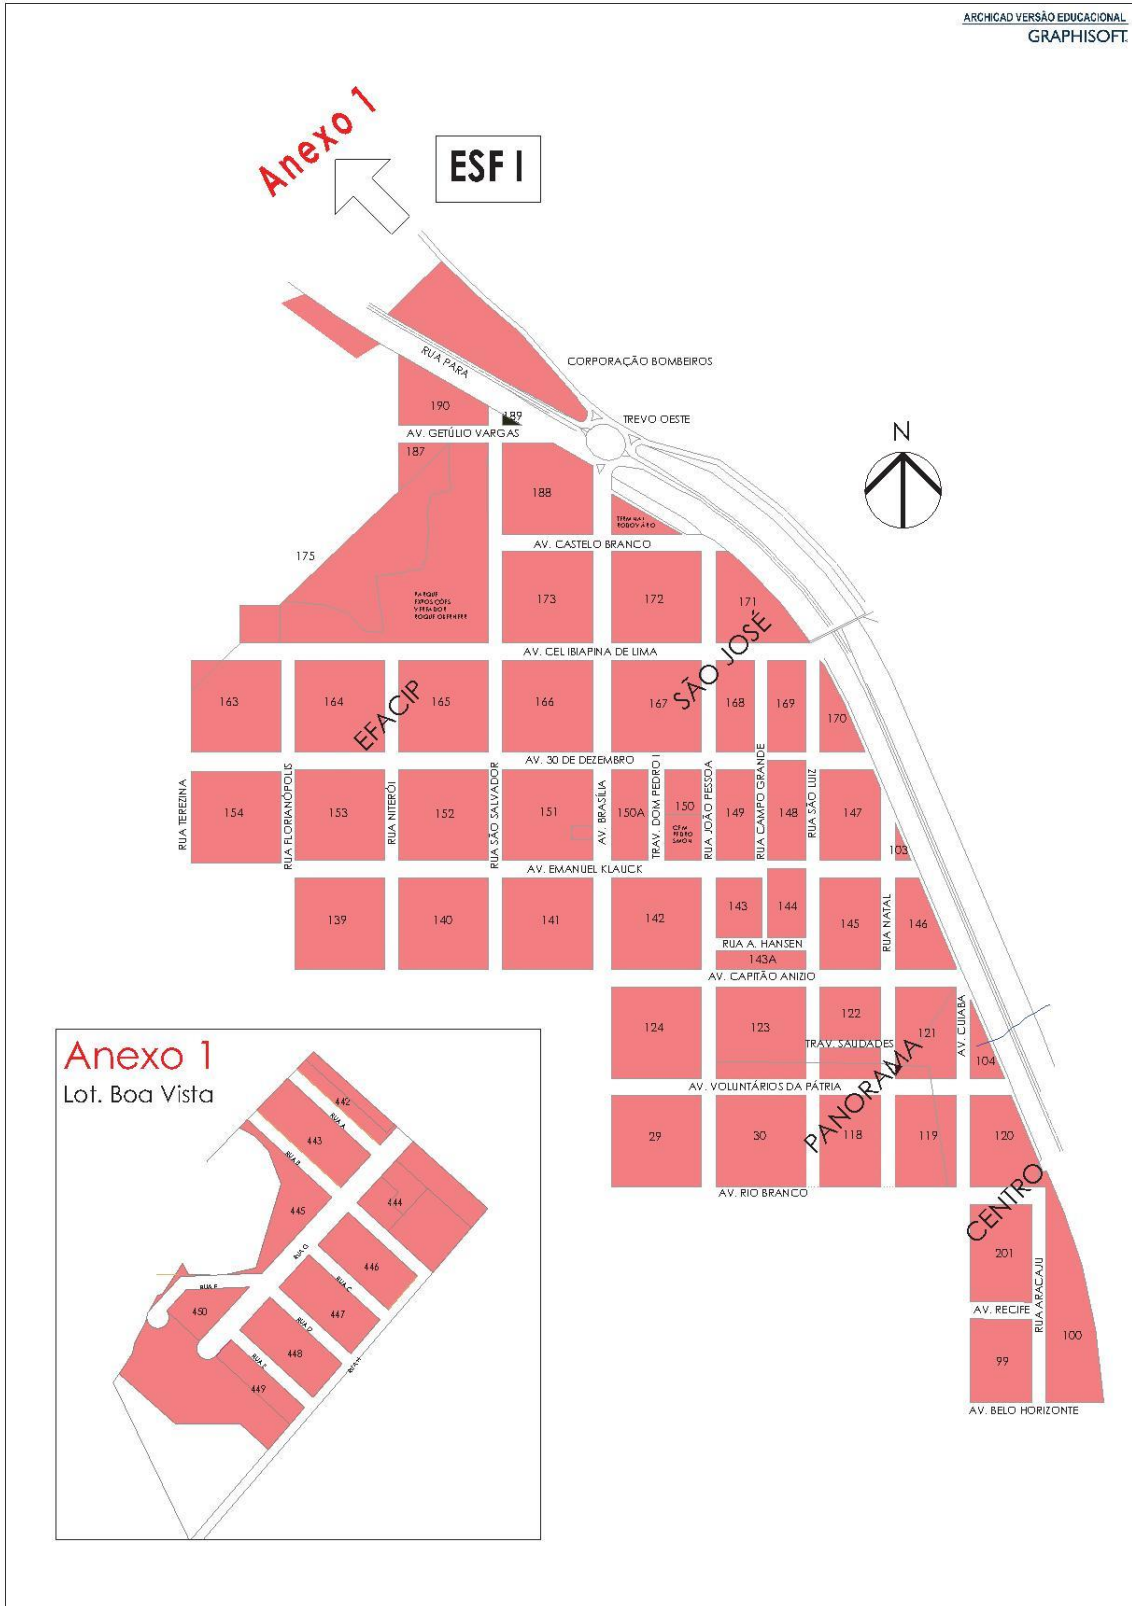 ARCHICAD VERSÃO EDUCACIONAL
GRAPHISOFT.
Anexo 1
ESF I
RUA PARA
CORPORAÇÃO BOMBEIROS
190
189
TREVO OESTE
AV. GETÚLIO VARGAS
N
187
188
AV. CASTELO BRANCO
175
173
172
171
PARQUE
EXPOSIÇÕES
AV. CEL IBIAPINA DE LIMA
SÃO JOSÉ
EFACIP
163
164
165
166
167
168
169
170
AV. 30 DE DEZEMBRO
RUA TEREZINA
RUA FLORIANÓPOLIS
RUA NITERÓI
RUA SÃO SALVADOR
AV. BRASÍLIA
TRAV. DOM PEDRO I
RUA JOÃO PESSOA
RUA CAMPO GRANDE
RUA SÃO LUIZ
154
153
152
151
150A
150
149
148
147
103
AV. EMANUEL KLAUCK
139
140
141
142
143
144
145
RUA NATAL
146
RUA A. HANSEN
143A
AV. CAPITÃO ANIZIO
124
123
122
121
AV. CUIABA
104
TRAV. SAUDADES
PANORAMA
AV. VOLUNTÁRIOS DA PÁTRIA
29
30
118
119
120
AV. RIO BRANCO
CENTRO
201
RUA ARACAJU
AV. RECIFE
99
100
AV. BELO HORIZONTE
Anexo 1
Lot. Boa Vista
442
RUA A
443
RUA B
444
445
RUA G
446
RUA C
447
RUA F
450
RUA D
448
RUA H
RUA E
449